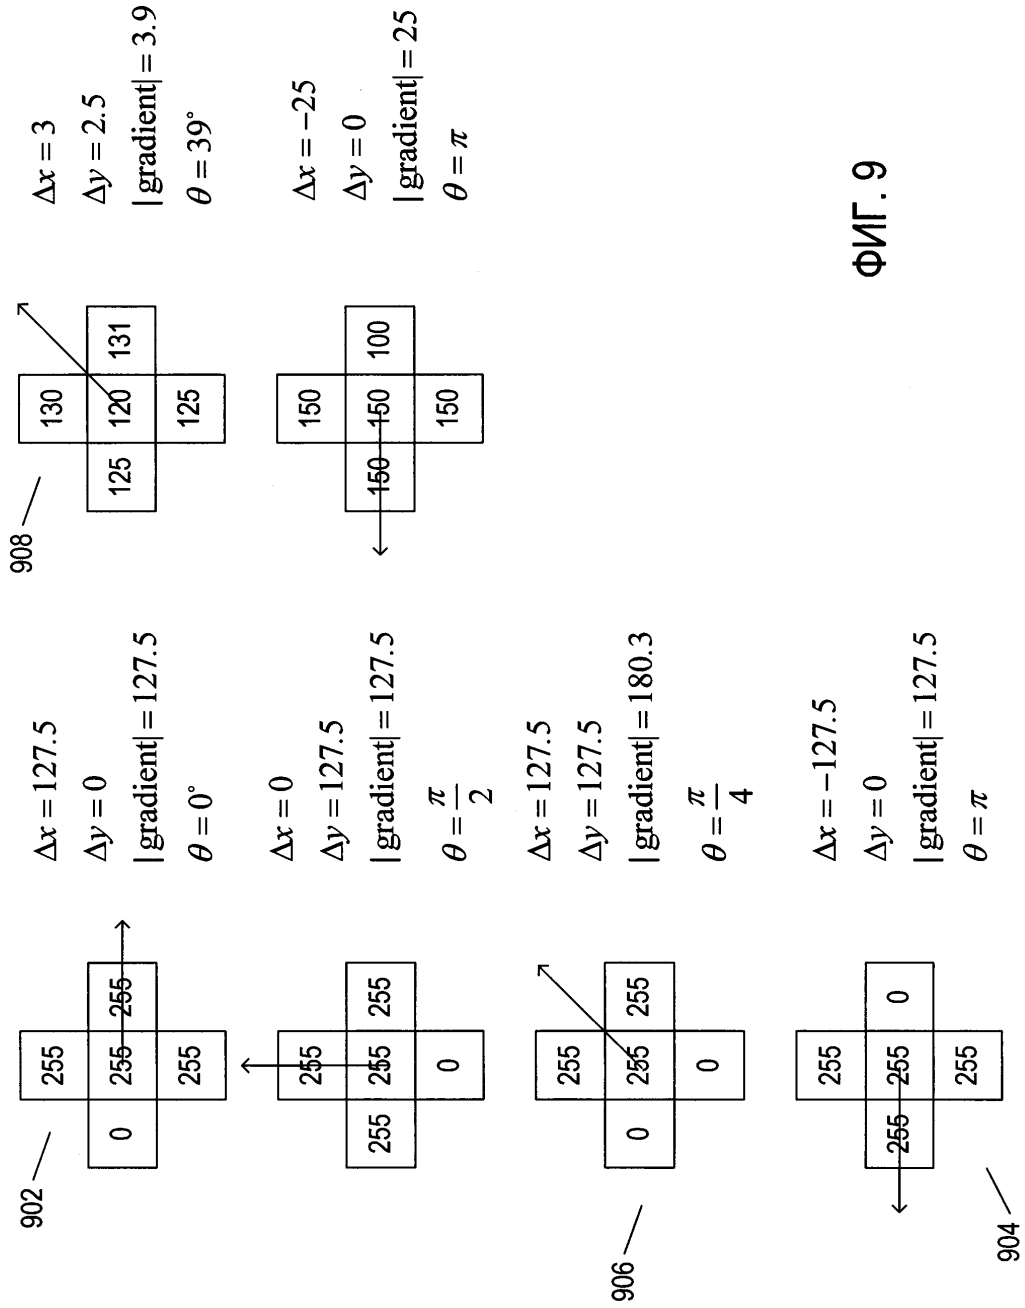 902
255
0 255 255
255
Δx = 127.5
Δy = 0
|gradient| = 127.5
θ = 0°
255
255 255 255
0
Δx = 0
Δy = 127.5
|gradient| = 127.5
θ = π/2
906
255
0 255 255
0
Δx = 127.5
Δy = 127.5
|gradient| = 180.3
θ = π/4
904
255
255 255 0
255
Δx = −127.5
Δy = 0
|gradient| = 127.5
θ = π
908
130
125 120 131
125
Δx = 3
Δy = 2.5
|gradient| = 3.9
θ = 39°
150
150 150 100
150
Δx = −25
Δy = 0
|gradient| = 25
θ = π
ФИГ. 9